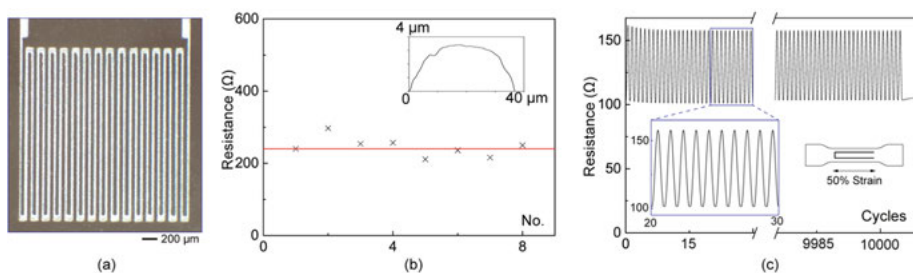 200 μm
(a)
Resistance (Ω)
600
400
200
0
4 μm
0
40 μm
0
4
8
No.
(b)
Resistance (Ω)
150
100
50
0
150
100
20
30
50% Strain
Cycles
0
15
9985
10000
(c)